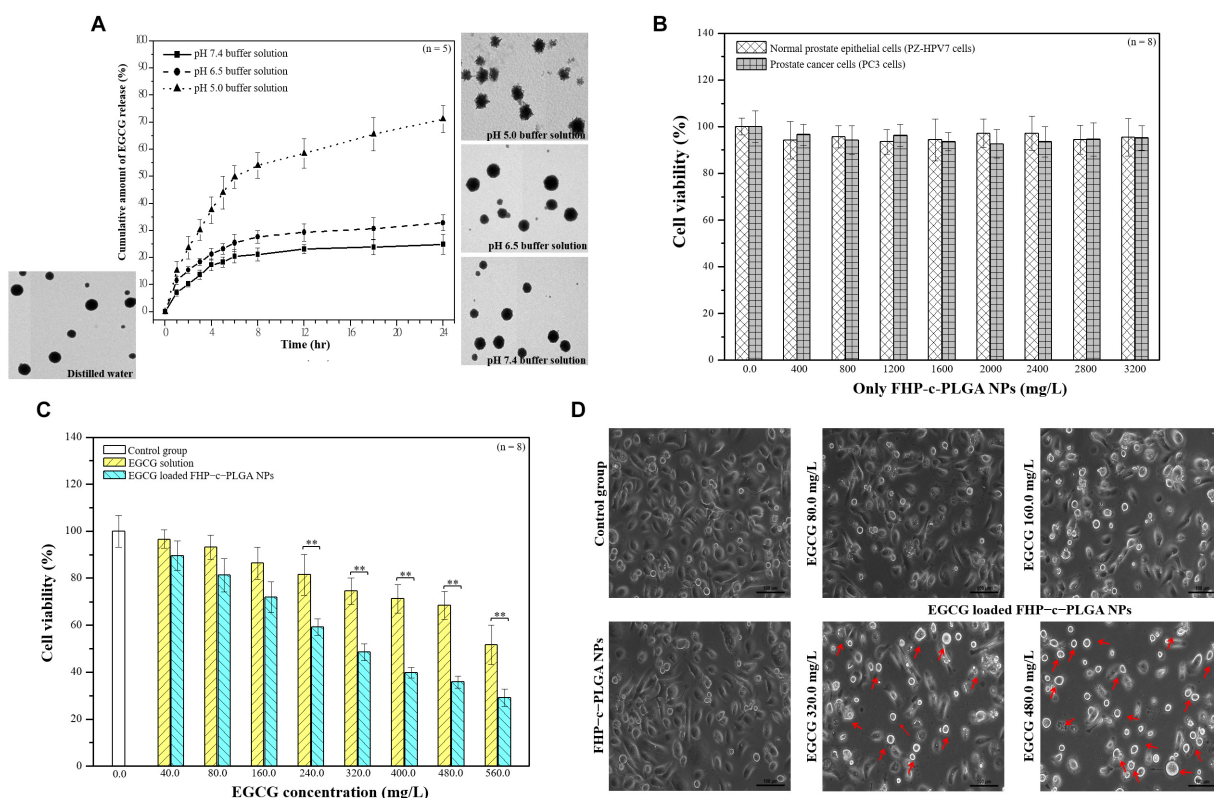 A
(n = 5)
pH 7.4 buffer solution
pH 6.5 buffer solution
pH 5.0 buffer solution
Cumulative amount of EGCG release (%)
100
90
80
70
60
50
40
30
20
10
0
0 4 8 12 16 20 24
Time (hr)
Distilled water
pH 5.0 buffer solution
pH 6.5 buffer solution
pH 7.4 buffer solution
B
(n = 8)
Normal prostate epithelial cells (PZ-HPV7 cells)
Prostate cancer cells (PC3 cells)
Cell viability (%)
140
120
100
80
60
40
20
0
0.0 400 800 1200 1600 2000 2400 2800 3200
Only FHP-c-PLGA NPs (mg/L)
C
(n = 8)
Control group
EGCG solution
EGCG loaded FHP−c−PLGA NPs
Cell viability (%)
140
120
100
80
60
40
20
0
** ** ** ** **
0.0 40.0 80.0 160.0 240.0 320.0 400.0 480.0 560.0
EGCG concentration (mg/L)
D
Control group
EGCG 80.0 mg/L
EGCG 160.0 mg/L
EGCG loaded FHP−c−PLGA NPs
FHP−c−PLGA NPs
EGCG 320.0 mg/L
EGCG 480.0 mg/L